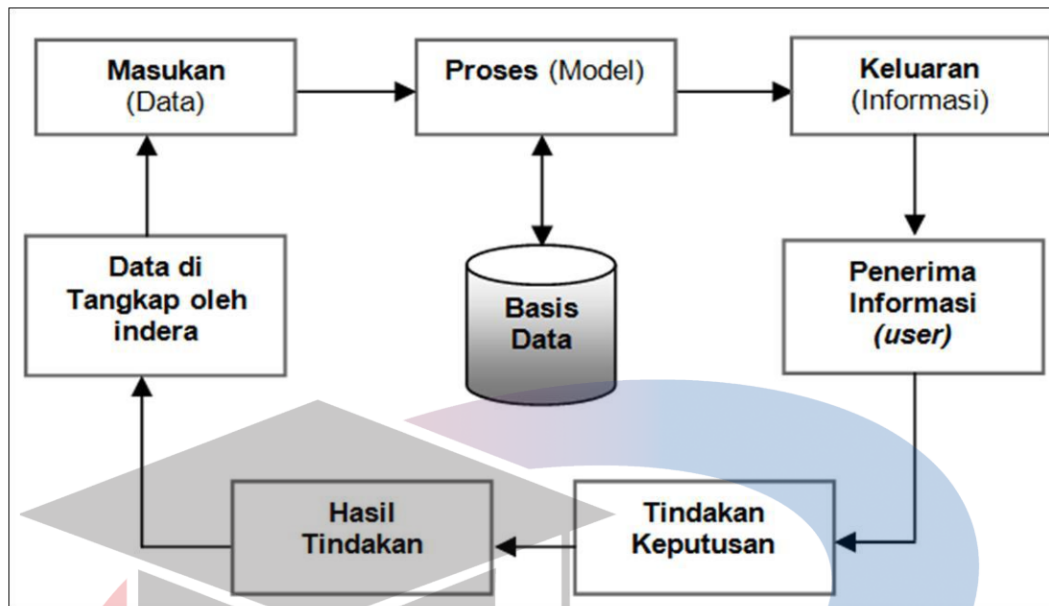 Masukan
(Data)
Proses (Model)
Keluaran
(Informasi)
Data di
Tangkap oleh
indera
Basis
Data
Penerima
Informasi
(user)
Hasil
Tindakan
Tindakan
Keputusan